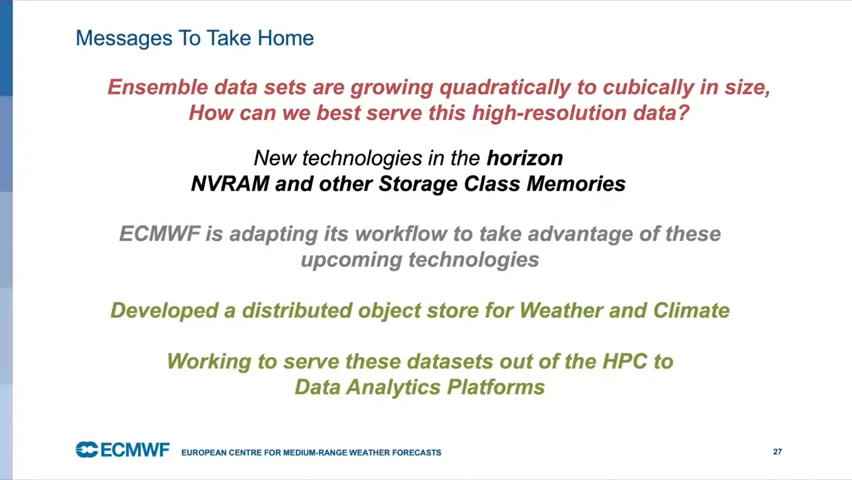 Messages To Take Home
Ensemble data sets are growing quadratically to cubically in size,
How can we best serve this high-resolution data?
New technologies in the horizon
NVRAM and other Storage Class Memories
ECMWF is adapting its workflow to take advantage of these
upcoming technologies
Developed a distributed object store for Weather and Climate
Working to serve these datasets out of the HPC to
Data Analytics Platforms
ECMWF EUROPEAN CENTRE FOR MEDIUM-RANGE WEATHER FORECASTS 27